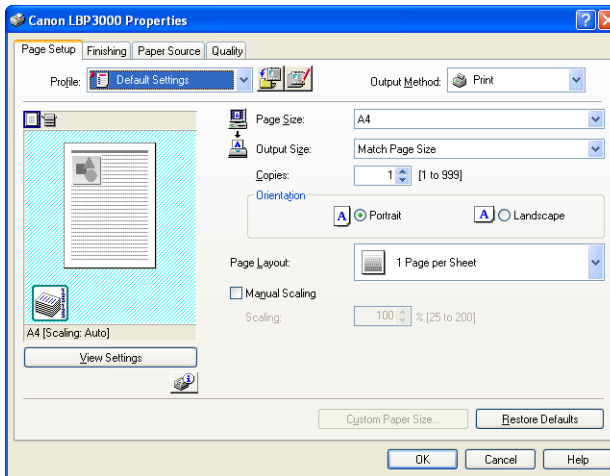 Canon LBP3000 Properties
Page Setup Finishing Paper Source Quality
Profile: Default Settings Output Method: Print
Page Size: A4
Output Size: Match Page Size
Copies: 1 [1 to 999]
Orientation
A Portrait A Landscape
Page Layout: 1 Page per Sheet
Manual Scaling
Scaling: 100 % [25 to 200]
A4 [Scaling: Auto]
View Settings
Custom Paper Size... Restore Defaults
OK Cancel Help